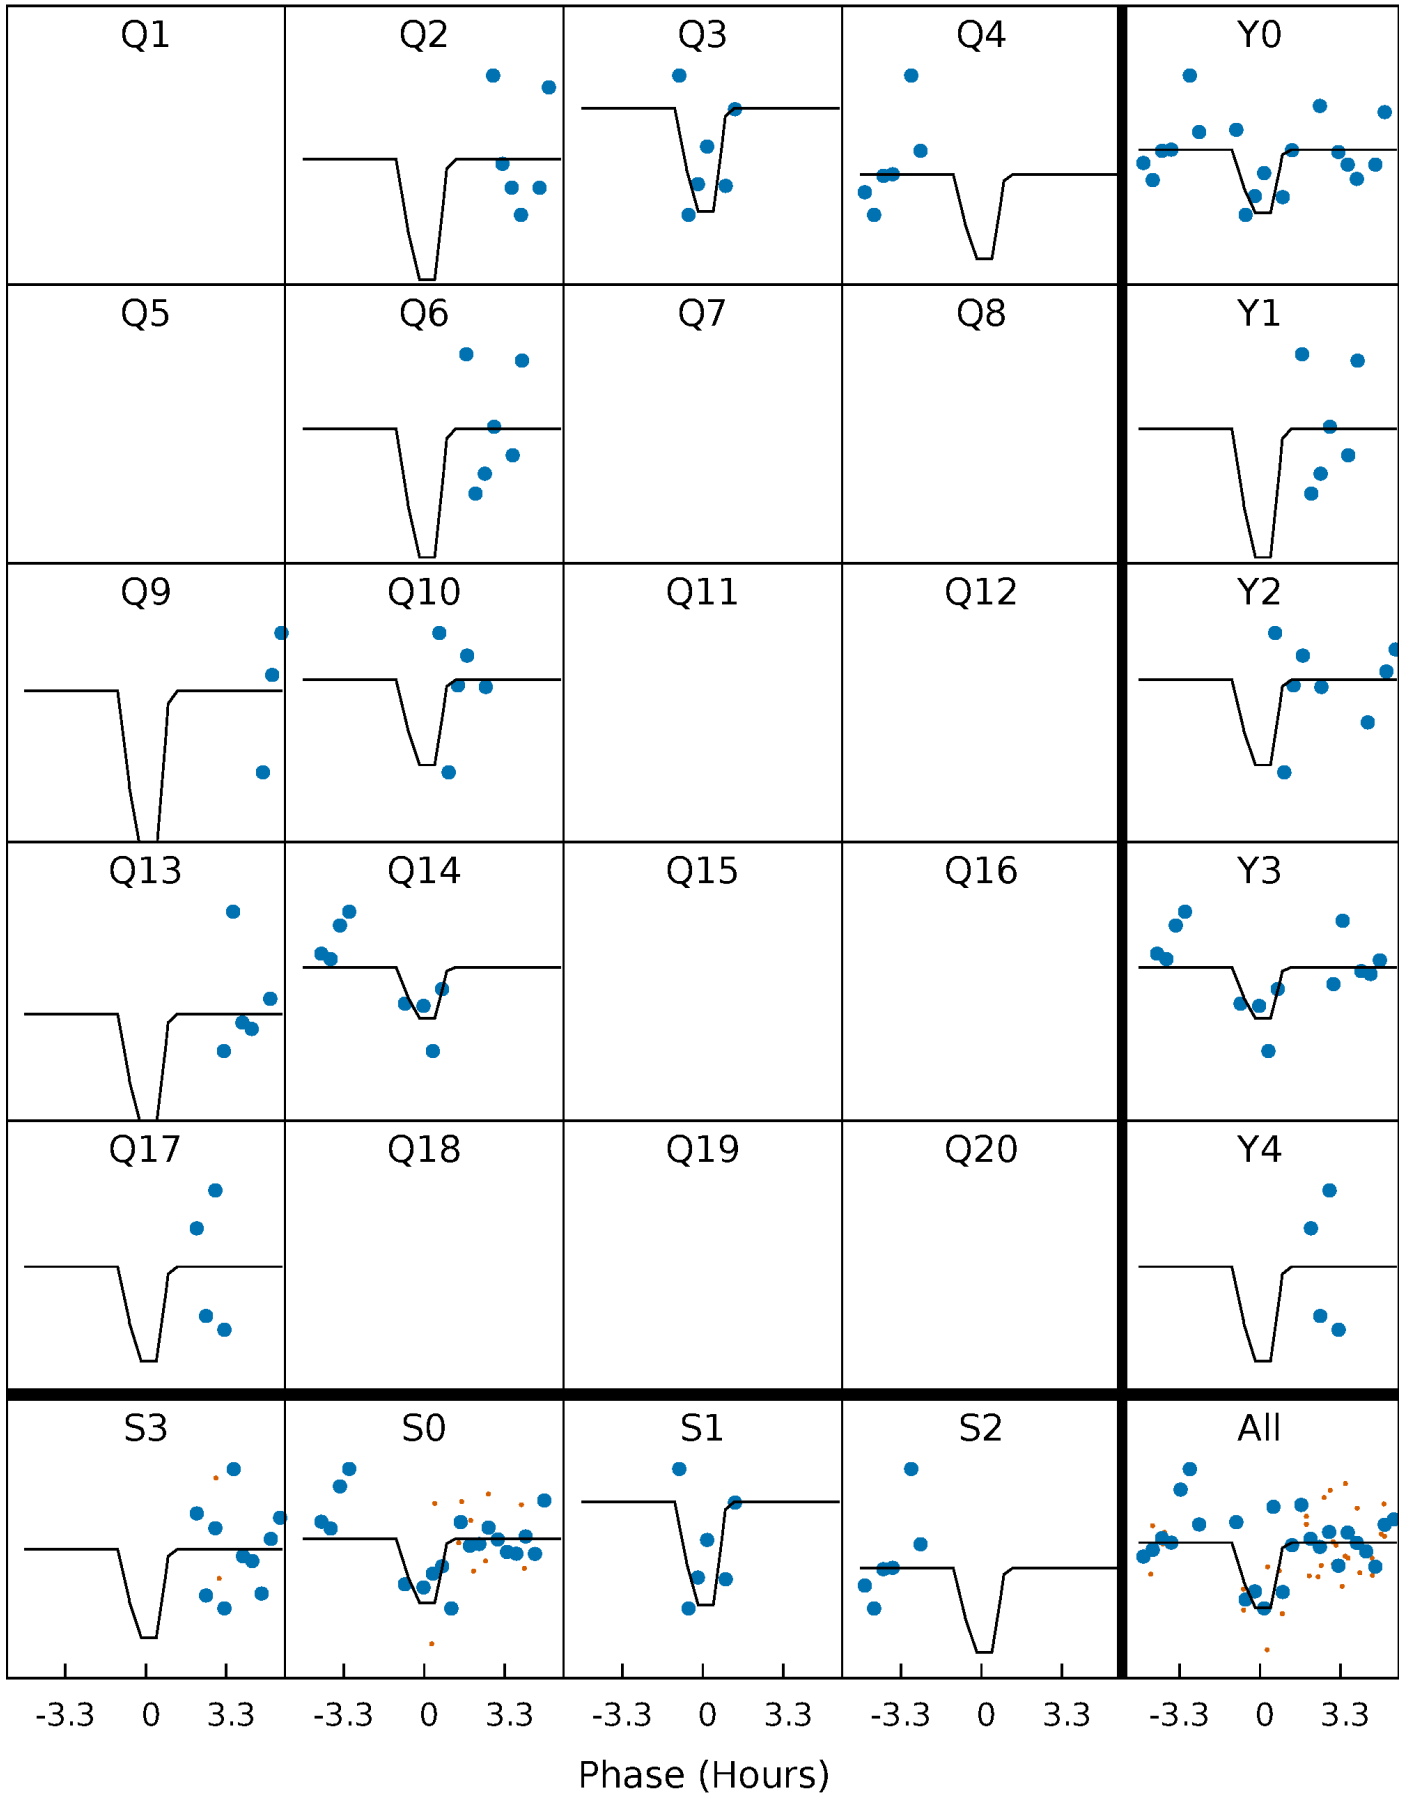 Q1 Q2 Q3 Q4 Y0
Q5 Q6 Q7 Q8 Y1
Q9 Q10 Q11 Q12 Y2
Q13 Q14 Q15 Q16 Y3
Q17 Q18 Q19 Q20 Y4
S3 S0 S1 S2 All
-3.3 0 3.3 -3.3 0 3.3 -3.3 0 3.3 -3.3 0 3.3 -3.3 0 3.3
Phase (Hours)